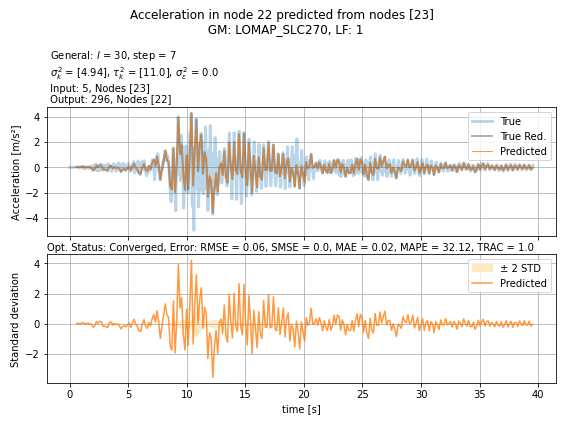 Acceleration in node 22 predicted from nodes [23]
GM: LOMAP_SLC270, LF: 1
General: l = 30, step = 7
σ²ₖ = [4.94], τ²ₖ = [11.0], σ²ε = 0.0
Input: 5, Nodes [23]
Output: 296, Nodes [22]
Acceleration [m/s²]
4
2
0
−2
−4
True
True Red.
Predicted
Opt. Status: Converged, Error: RMSE = 0.06, SMSE = 0.0, MAE = 0.02, MAPE = 32.12, TRAC = 1.0
Standard deviation
4
2
0
−2
± 2 STD
Predicted
0 5 10 15 20 25 30 35 40
time [s]